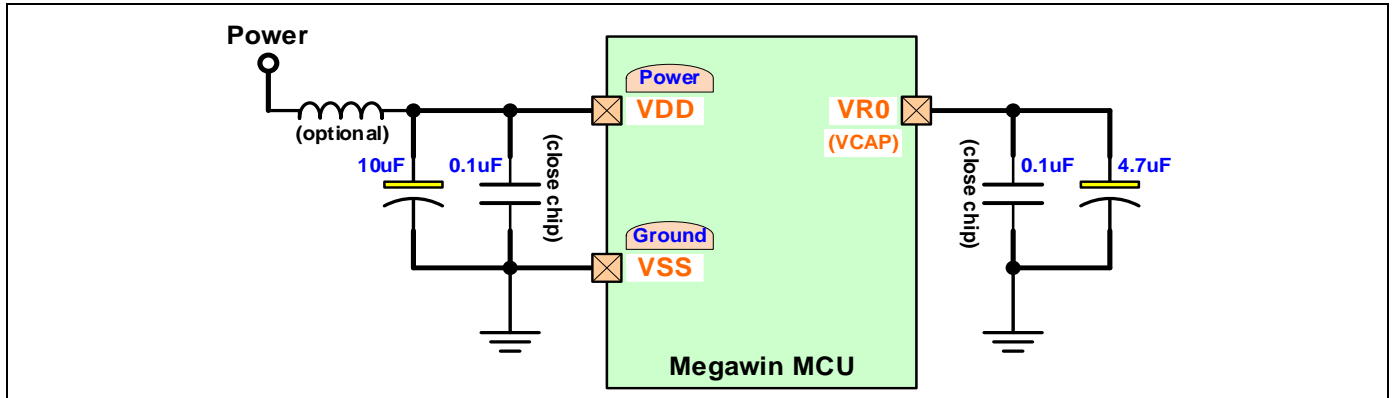 Power
(optional)
10uF
0.1uF
(close chip)
Power
VDD
Ground
VSS
VR0
(VCAP)
(close chip)
0.1uF
4.7uF
Megawin MCU